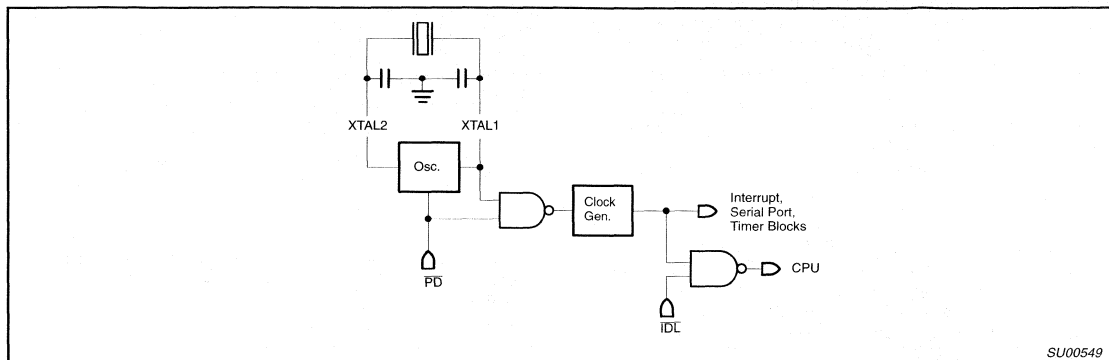 XTAL2
XTAL1
Osc.
Clock
Gen.
Interrupt,
Serial Port,
Timer Blocks
CPU
PD
IDL
SU00549